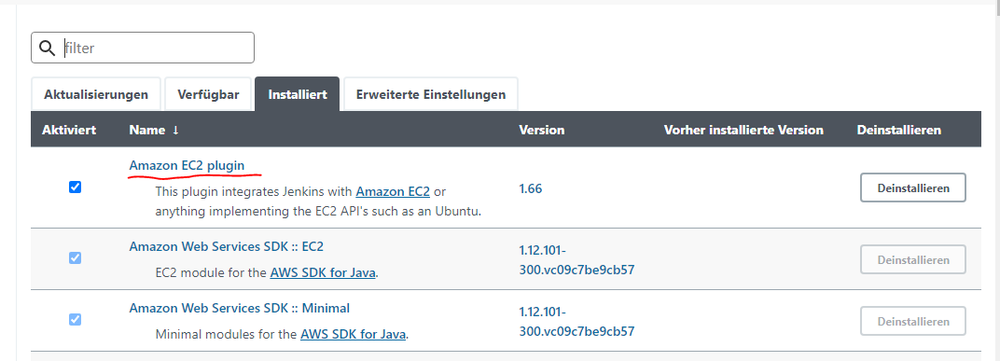 filter
Aktualisierungen Verfügbar Installiert Erweiterte Einstellungen
Aktiviert Name ↓ Version Vorher installierte Version Deinstallieren
Amazon EC2 plugin
This plugin integrates Jenkins with Amazon EC2 or
anything implementing the EC2 API's such as an Ubuntu.
1.66
Deinstallieren
Amazon Web Services SDK :: EC2
EC2 module for the AWS SDK for Java.
1.12.101-
300.vc09c7be9cb57
Deinstallieren
Amazon Web Services SDK :: Minimal
Minimal modules for the AWS SDK for Java.
1.12.101-
300.vc09c7be9cb57
Deinstallieren